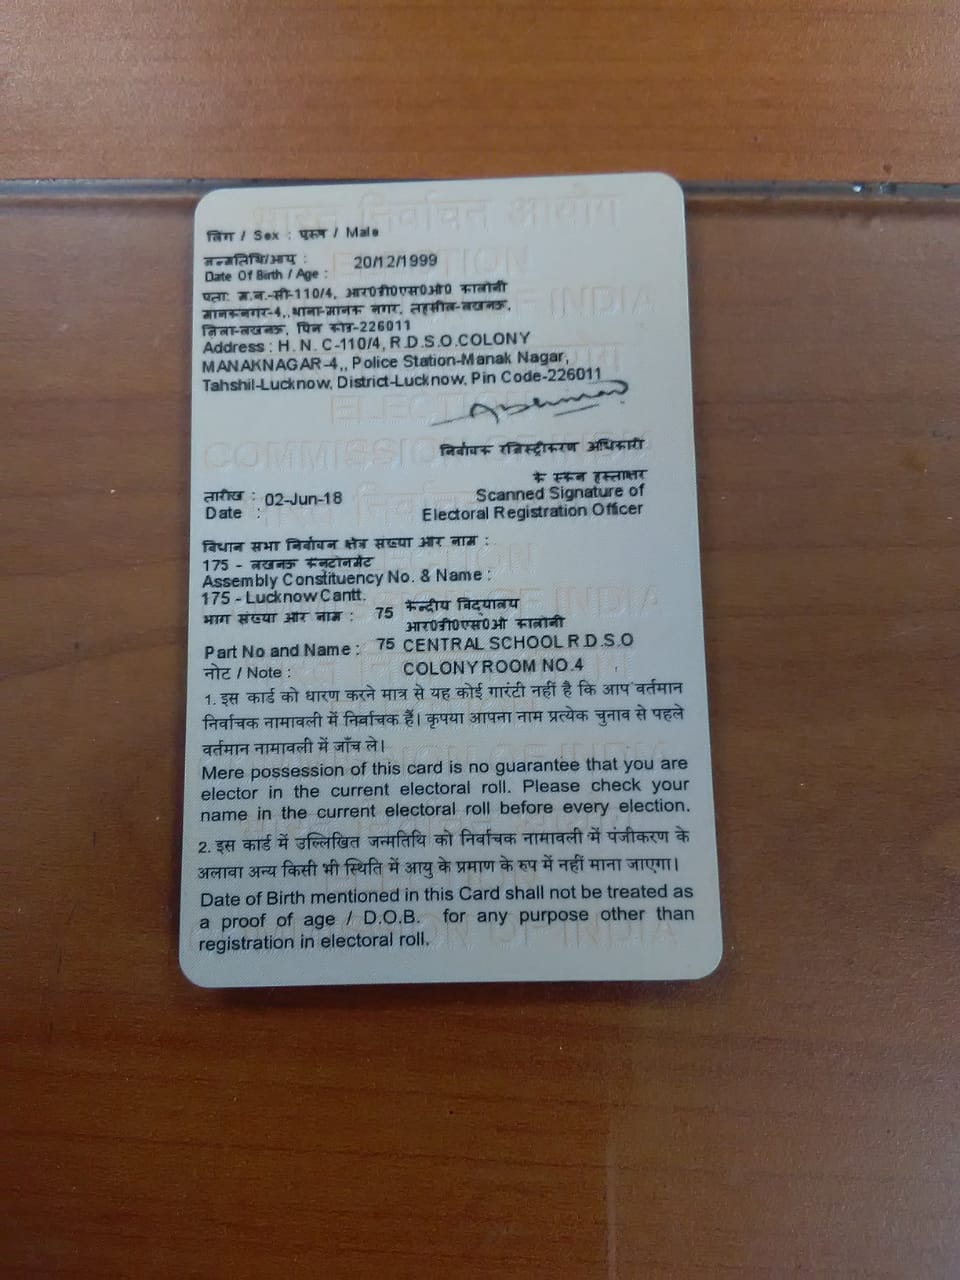 लिंग / Sex : पुरूष / Male
जन्मतिथि/आयु :
Date Of Birth / Age : 20/12/1999
पता: म.न.-सी-110/4, आर0डी0एस0ओ0 कालोनी
मानकनगर-4,,थाना-मानक नगर, तहसील-लखनऊ,
ज़िला-लखनऊ, पिन कोड-226011
Address : H. N. C-110/4, R.D.S.O.COLONY
MANAKNAGAR-4,, Police Station-Manak Nagar,
Tahshil-Lucknow, District-Lucknow, Pin Code-226011
निर्वाचक रजिस्ट्रीकरण अधिकारी
के स्कैन हस्ताक्षर
तारीख : 02-Jun-18
Date :
Scanned Signature of
Electoral Registration Officer
विधान सभा निर्वाचन क्षेत्र संख्या और नाम :
175 - लखनऊ कैनटोनमेंट
Assembly Constituency No. & Name :
175 - Lucknow Cantt.
भाग संख्या और नाम : 75 केन्द्रीय विद्यालय
आर0डी0एस0ओ कालोनी
Part No and Name : 75 CENTRAL SCHOOL R.D.S.O
COLONY ROOM NO.4
नोट / Note :
1. इस कार्ड को धारण करने मात्र से यह कोई गारंटी नहीं है कि आप वर्तमान
निर्वाचक नामावली में निर्वाचक हैं। कृपया आपना नाम प्रत्येक चुनाव से पहले
वर्तमान नामावली में जाँच ले।
Mere possession of this card is no guarantee that you are
elector in the current electoral roll. Please check your
name in the current electoral roll before every election.
2. इस कार्ड में उल्लिखित जन्मतिथि को निर्वाचक नामावली में पंजीकरण के
अलावा अन्य किसी भी स्थिति में आयु के प्रमाण के रुप में नहीं माना जाएगा।
Date of Birth mentioned in this Card shall not be treated as
a proof of age / D.O.B. for any purpose other than
registration in electoral roll.